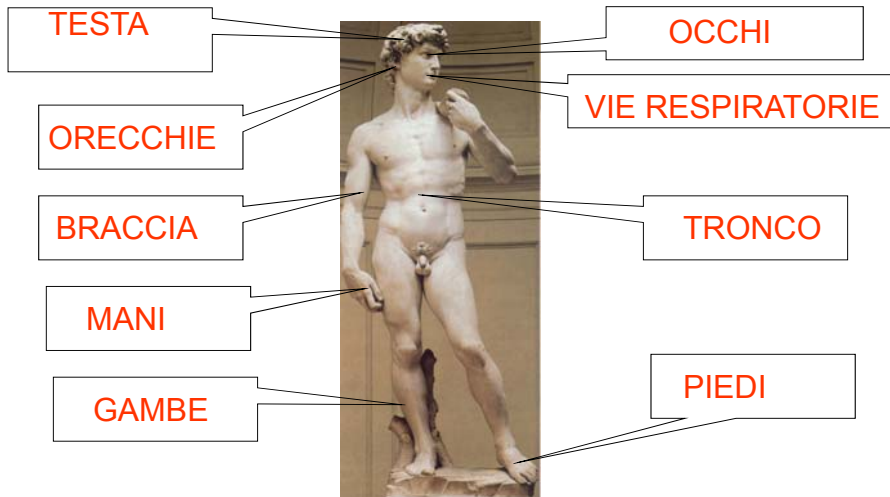 TESTA
OCCHI
VIE RESPIRATORIE
ORECCHIE
BRACCIA
TRONCO
MANI
PIEDI
GAMBE